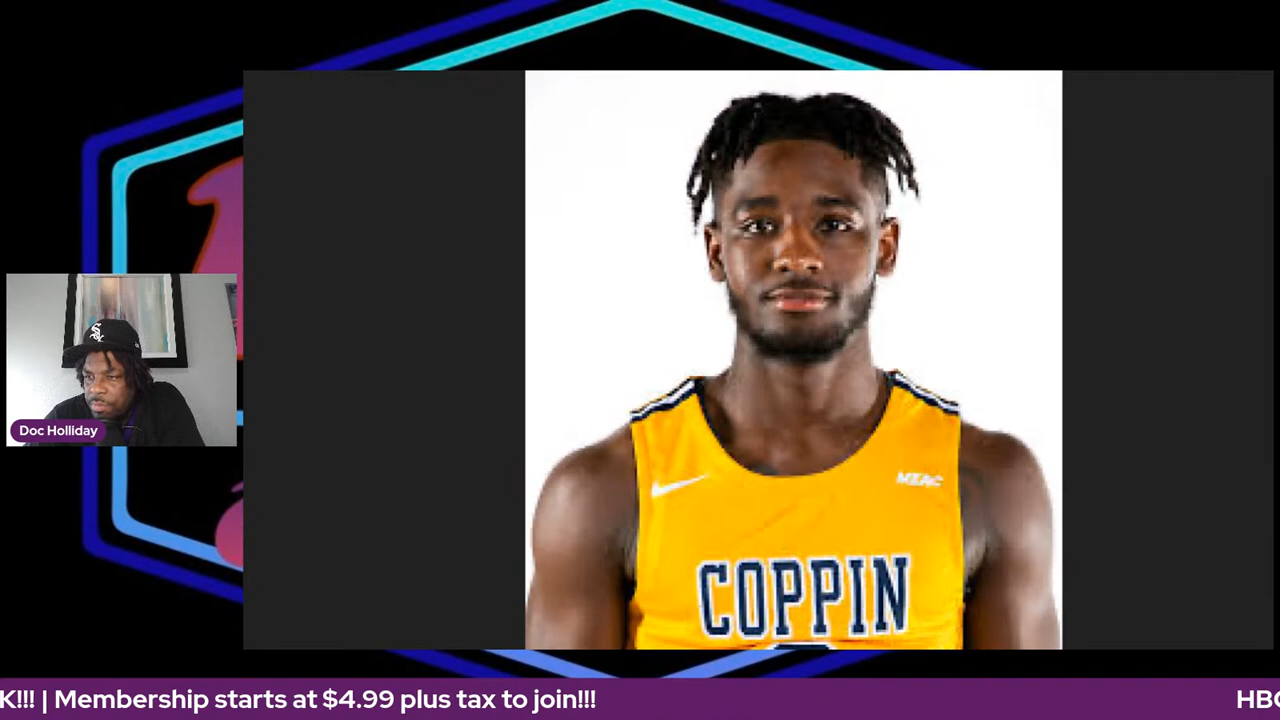 MEAC
COPPIN
Doc Holliday
K!!! | Membership starts at $4.99 plus tax to join!!!
HBC